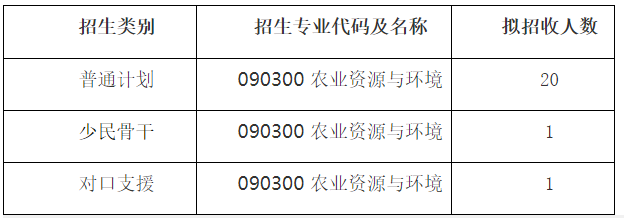 招生类别 招生专业代码及名称 拟招收人数
普通计划 090300 农业资源与环境 20
少民骨干 090300 农业资源与环境 1
对口支援 090300 农业资源与环境 1